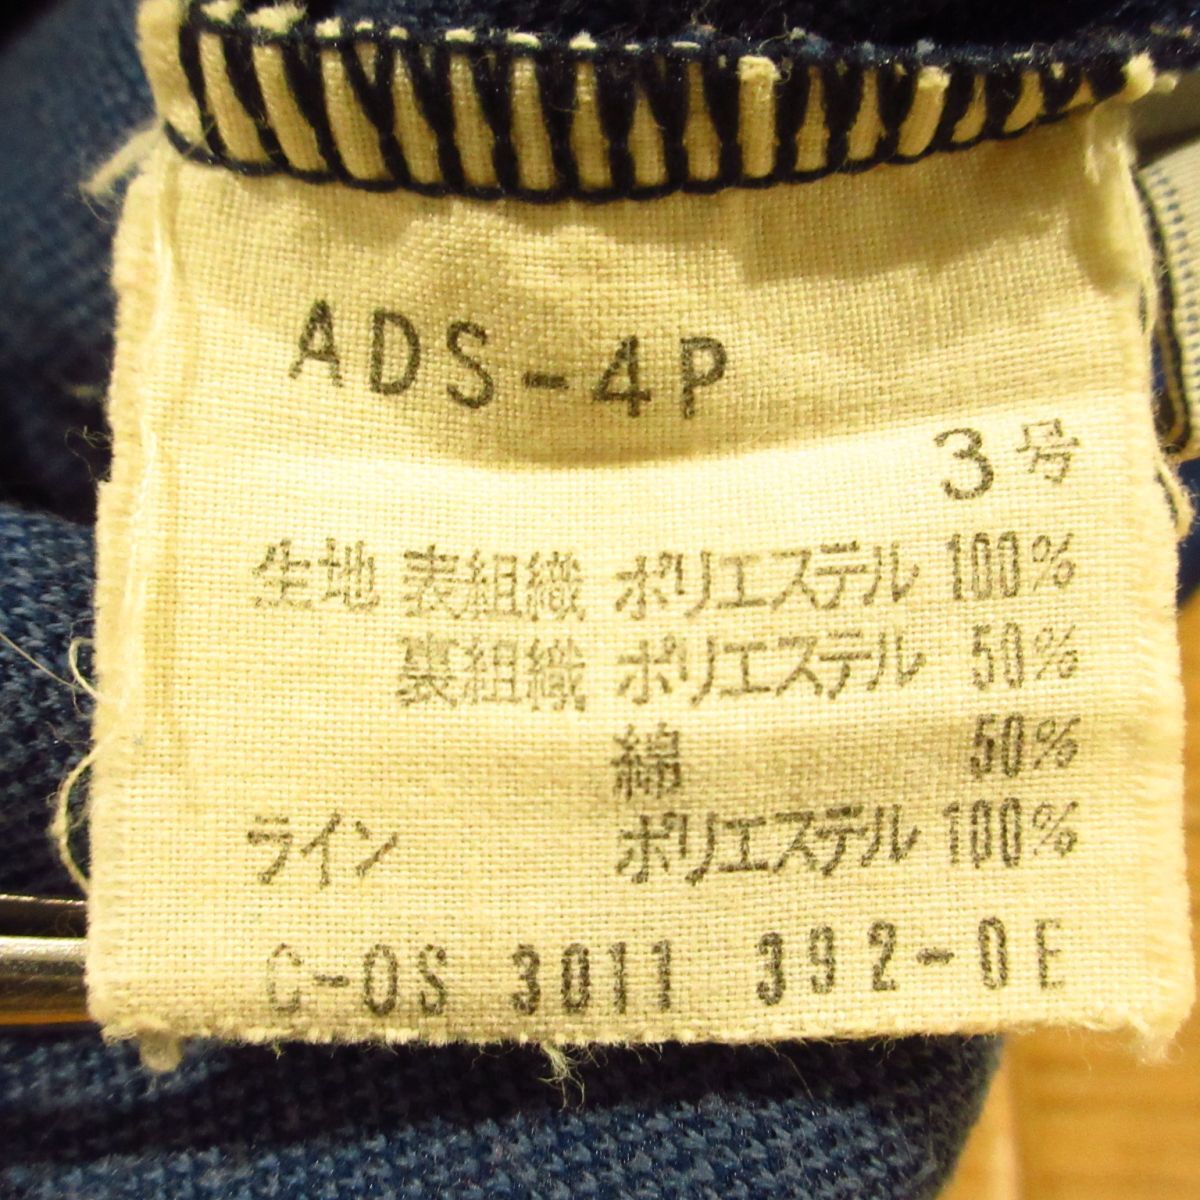 ADS-4P
3号
生地 表組織 ポリエステル 100%
裏組織 ポリエステル 50%
綿 50%
ライン ポリエステル 100%
C-OS 3011 392-0E